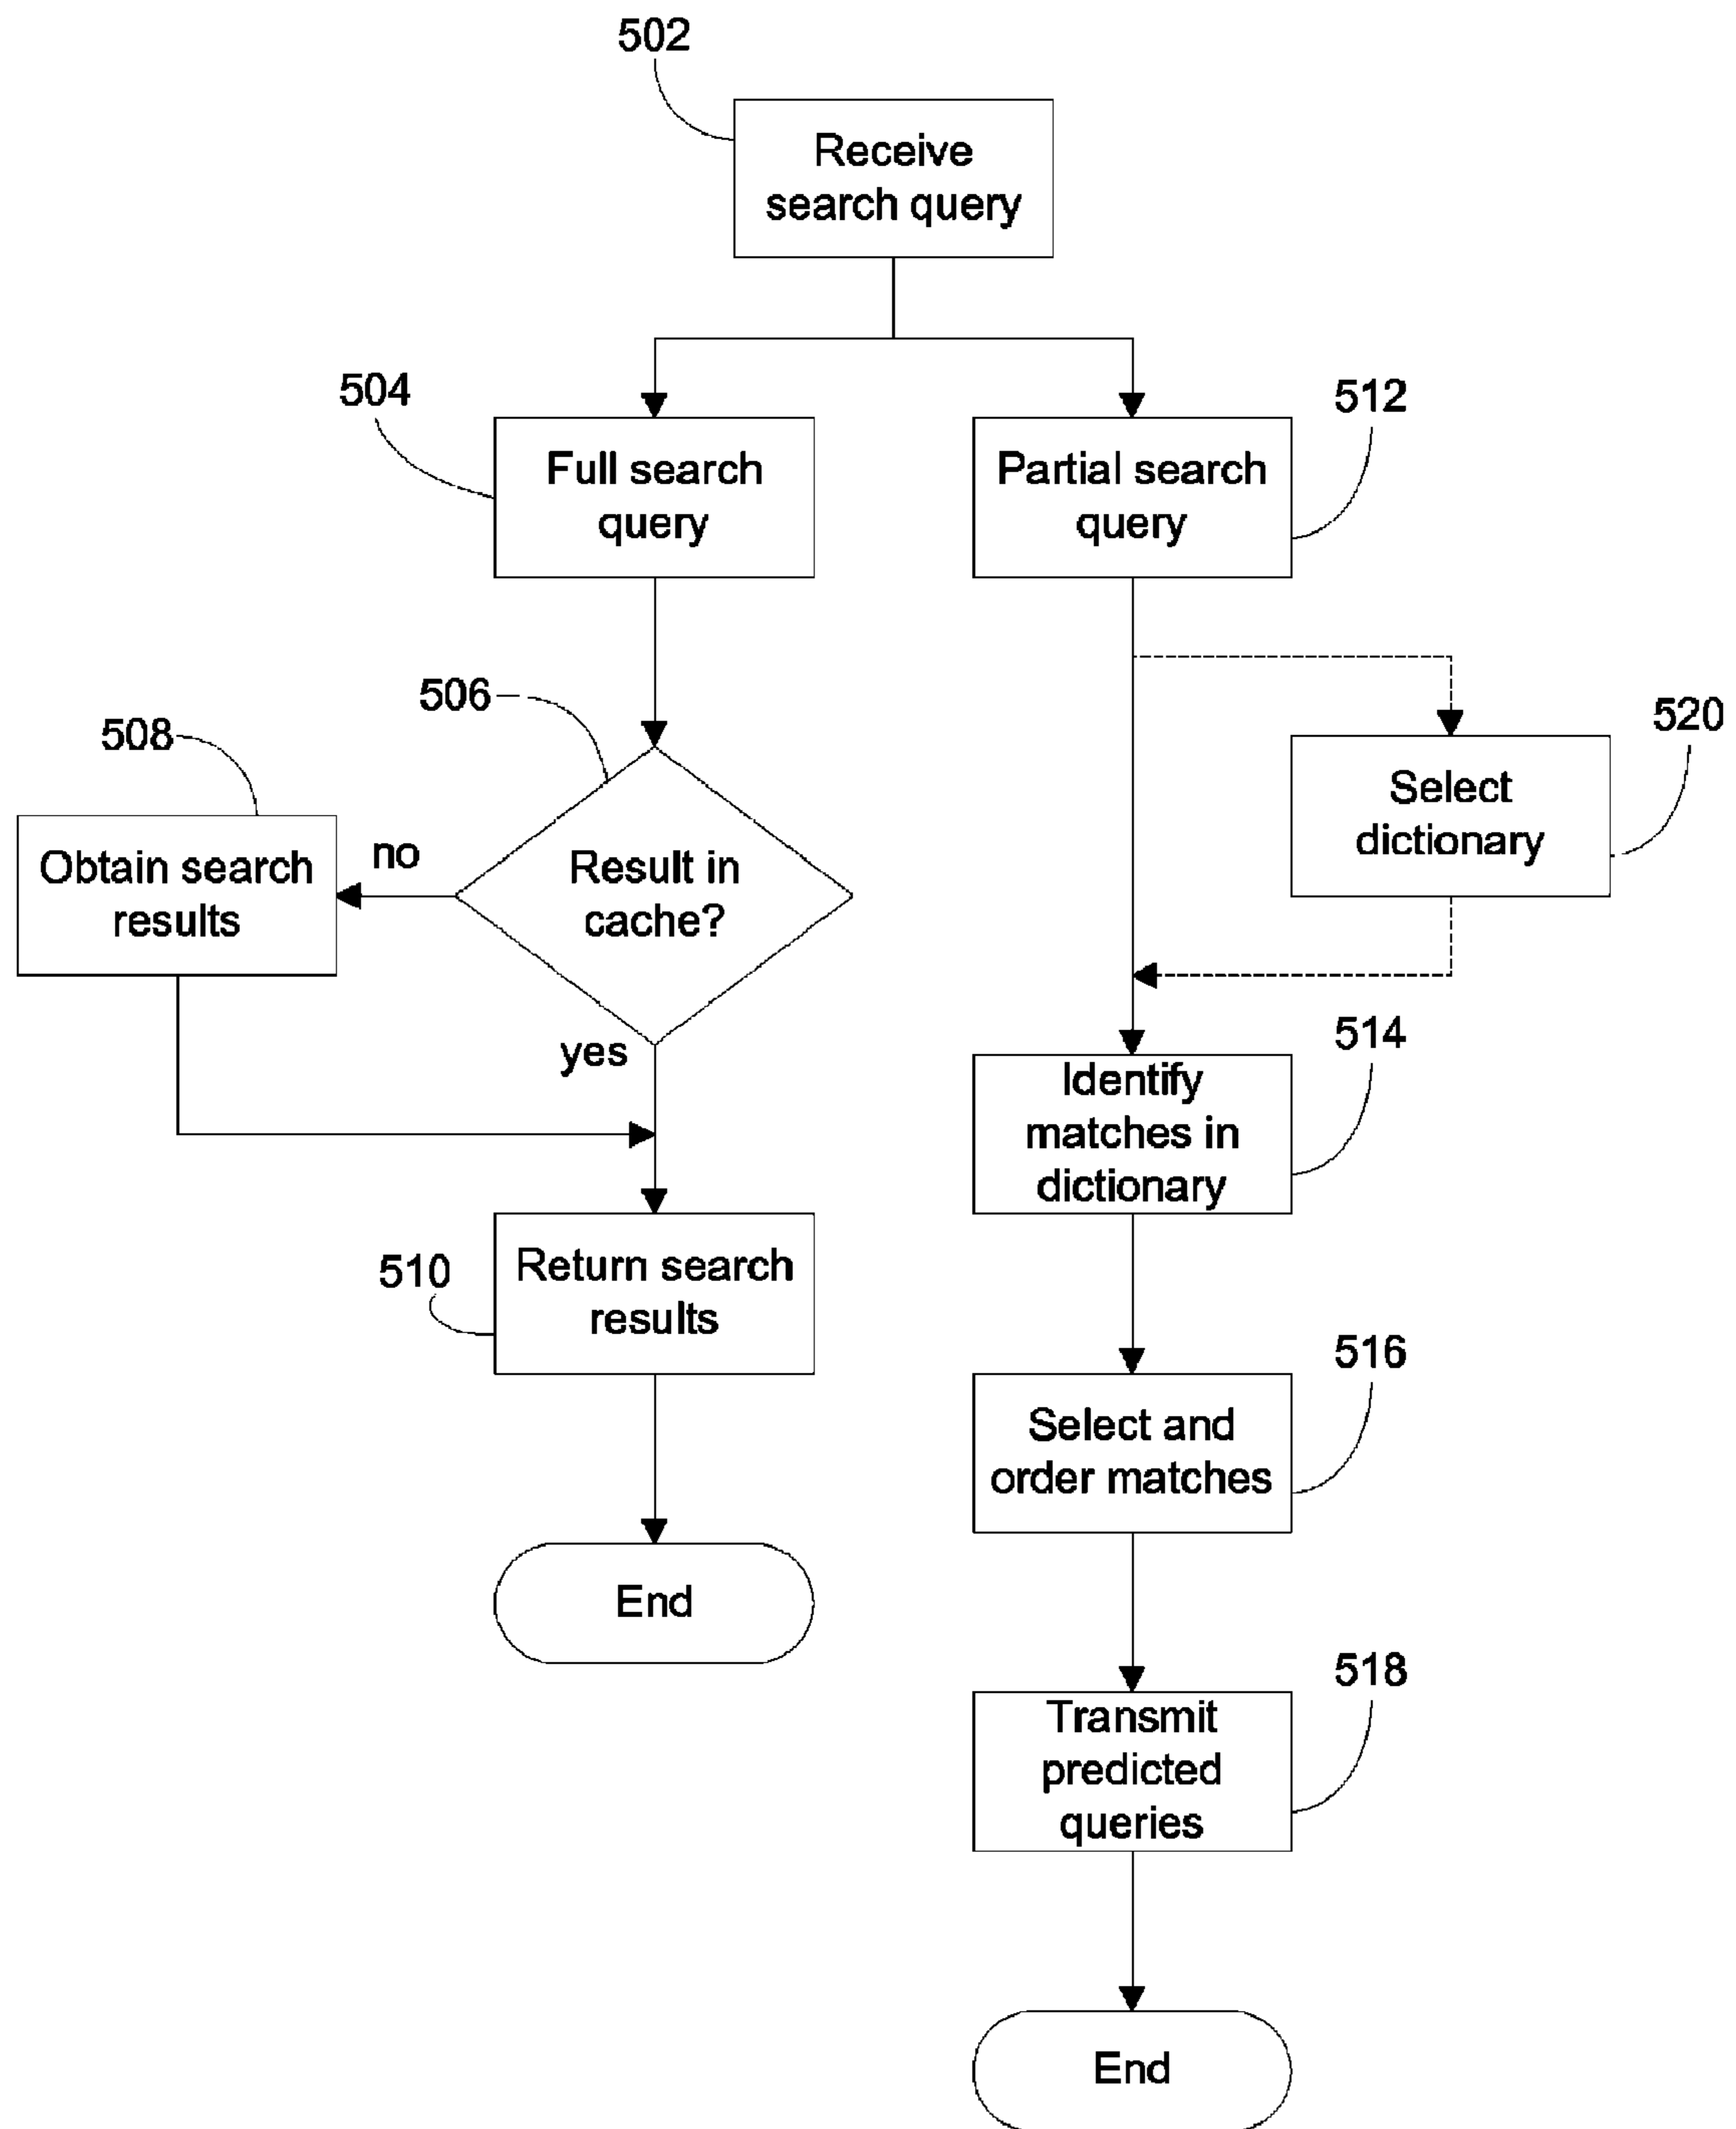 502
Receive
search query
504
Full search
query
512
Partial search
query
506
508
520
Select
dictionary
Obtain search
results
no
Result in
cache?
yes
514
Identify
matches in
dictionary
510
Return search
results
516
Select and
order matches
End
518
Transmit
predicted
queries
End